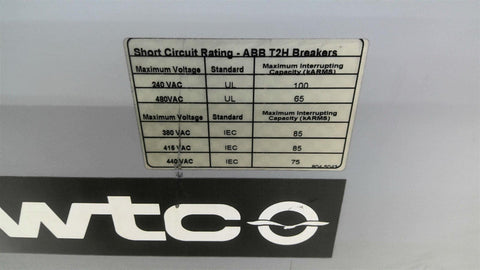 Short Circuit Rating - ABB T2H Breakers
Maximum Voltage Standard Maximum Interrupting Capacity (kARMS)
240 VAC UL 100
480VAC UL 65
Maximum Voltage Standard Maximum Interrupting Capacity (kARMS)
380 VAC IEC 85
415 VAC IEC 85
440 VAC IEC 75
wtc